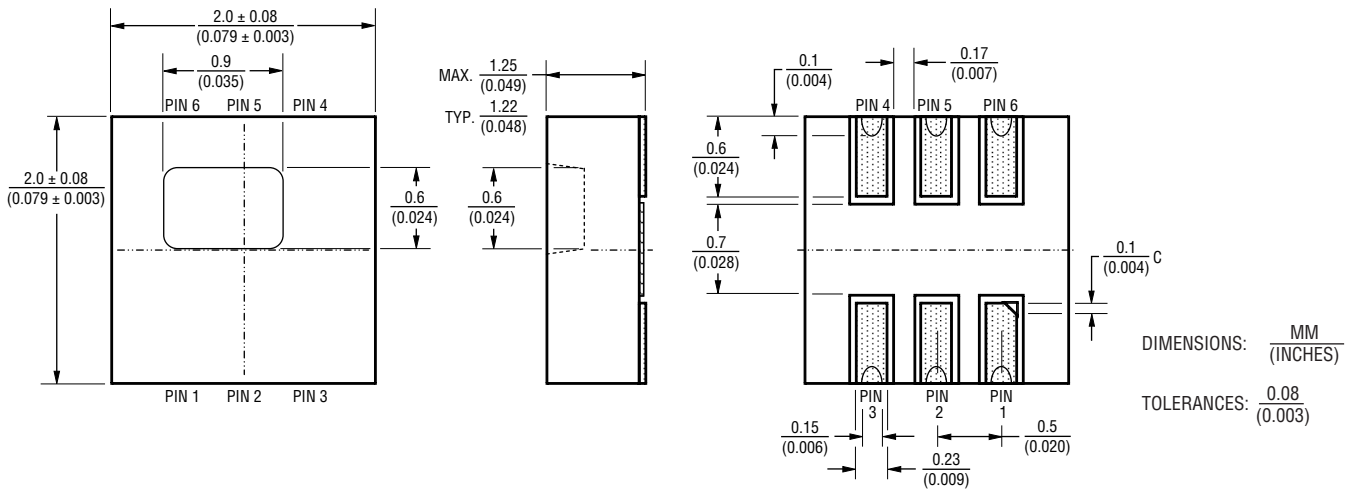 2.0 ± 0.08
(0.079 ± 0.003)
0.9
(0.035)
PIN 6 PIN 5 PIN 4
2.0 ± 0.08
(0.079 ± 0.003)
0.6
(0.024)
PIN 1 PIN 2 PIN 3
MAX. 1.25
(0.049)
TYP. 1.22
(0.048)
0.6
(0.024)
0.1
(0.004)
0.17
(0.007)
PIN 4 PIN 5 PIN 6
0.6
(0.024)
0.7
(0.028)
0.1
(0.004) C
PIN
3
PIN
2
PIN
1
0.15
(0.006)
0.23
(0.009)
0.5
(0.020)
DIMENSIONS: MM
(INCHES)
TOLERANCES: 0.08
(0.003)